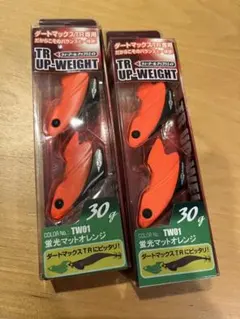 ダートマックスTR専用
TR
UP-WEIGHT
30g
COLOR No. TW01
蛍光マットオレンジ
ダートマックスTRにピッタリ!
ダートマックスTR専用
TR
UP-WEIGHT
30g
COLOR No. TW01
蛍光マットオレンジ
ダートマックスTRにピッタリ!